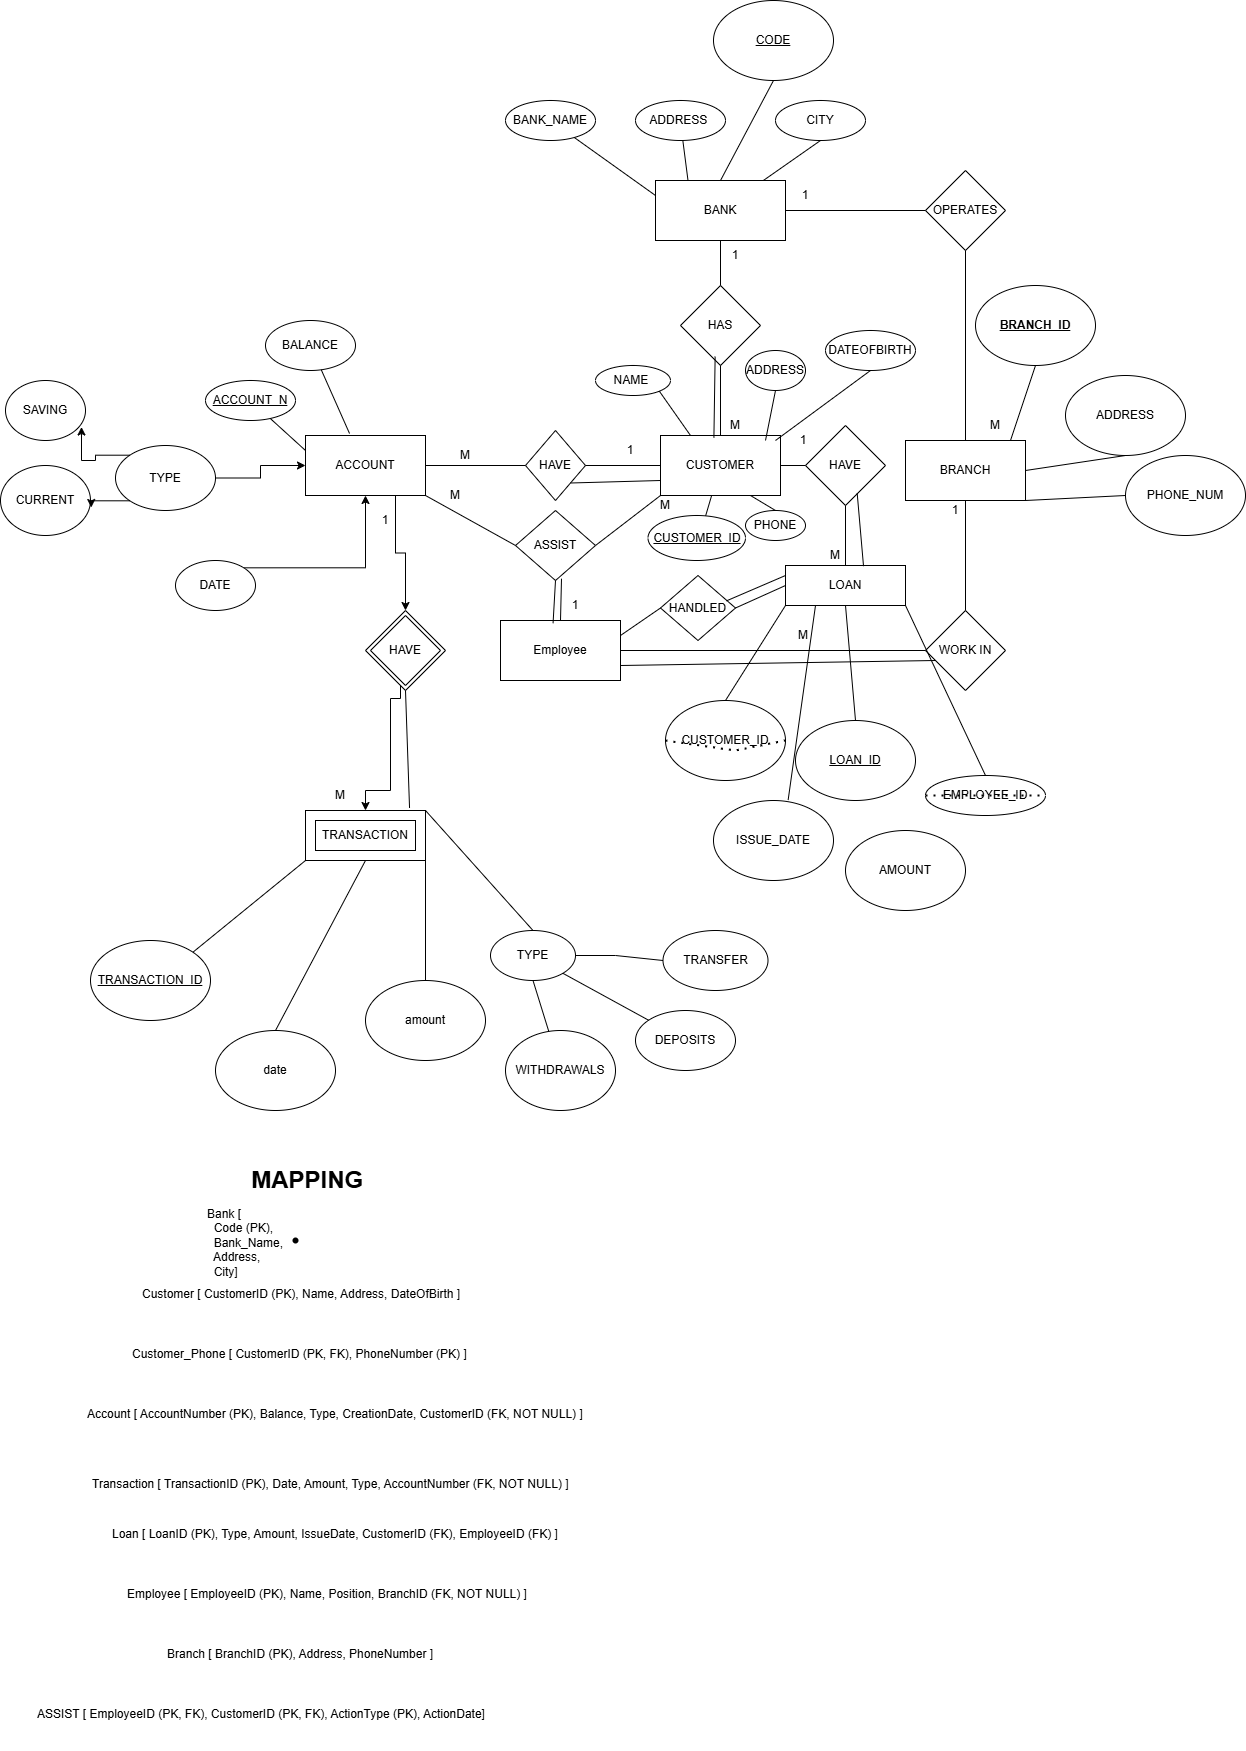 CODE
BANK_NAME
ADDRESS
CITY
BANK
1
OPERATES
1
HAS
BRANCH_ID
BALANCE
DATEOFBIRTH
NAME
ADDRESS
SAVING
ACCOUNT_N
ADDRESS
M
M
ACCOUNT
M
HAVE
1
CUSTOMER
1
HAVE
BRANCH
TYPE
CURRENT
M
M
PHONE_NUM
1
1
CUSTOMER_ID
PHONE
ASSIST
M
DATE
LOAN
1
HANDLED
HAVE
Employee
M
WORK IN
CUSTOMER_ID
LOAN_ID
M
EMPLOYEE_ID
TRANSACTION
ISSUE_DATE
AMOUNT
TYPE
TRANSFER
TRANSACTION_ID
amount
DEPOSITS
date
WITHDRAWALS
MAPPING
Bank [
Code (PK),
Bank_Name,
Address,
City]
Customer [ CustomerID (PK), Name, Address, DateOfBirth ]
Customer_Phone [ CustomerID (PK, FK), PhoneNumber (PK) ]
Account [ AccountNumber (PK), Balance, Type, CreationDate, CustomerID (FK, NOT NULL) ]
Transaction [ TransactionID (PK), Date, Amount, Type, AccountNumber (FK, NOT NULL) ]
Loan [ LoanID (PK), Type, Amount, IssueDate, CustomerID (FK), EmployeeID (FK) ]
Employee [ EmployeeID (PK), Name, Position, BranchID (FK, NOT NULL) ]
Branch [ BranchID (PK), Address, PhoneNumber ]
ASSIST [ EmployeeID (PK, FK), CustomerID (PK, FK), ActionType (PK), ActionDate]